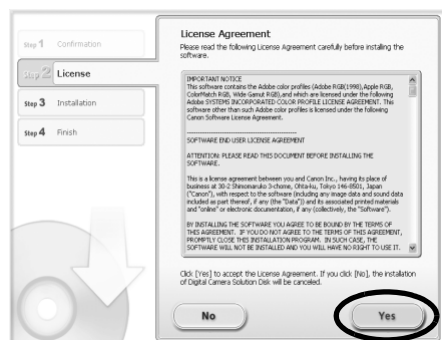 Step 1 Confirmation
Step 2 License
Step 3 Installation
Step 4 Finish
License Agreement
Please read the following License Agreement carefully before installing the
software.
IMPORTANT NOTICE
This software contains the Adobe color profiles (Adobe RGB(1998),Apple RGB,
ColorMatch RGB, Wide Gamut RGB),and which are licensed under the following
Adobe SYSTEMS INCORPORATED COLOR PROFILE LICENSE AGREEMENT. This
software other than such Adobe color profiles is licensed under the following
Canon Software License Agreement.
SOFTWARE END USER LICENSE AGREEMENT
ATTENTION: PLEASE READ THIS DOCUMENT BEFORE INSTALLING THE
SOFTWARE.
This is a license agreement between you and Canon Inc., having its place of
business at 30-2 Shimomaruko 3-chome, Ohta-ku, Tokyo 146-8501, Japan
("Canon"), with respect to the software (including any image data and sound data
included as part thereof, if any (the "Data")) and its associated printed materials
and "online" or electronic documentation, if any (collectively, the "Software").
BY INSTALLING THE SOFTWARE YOU AGREE TO BE BOUND BY THE TERMS OF
THIS AGREEMENT. IF YOU DO NOT AGREE TO THE TERMS OF THIS AGREEMENT,
PROMPTLY CLOSE THIS INSTALLATION PROGRAM. IN SUCH CASE, THE
SOFTWARE WILL NOT BE INSTALLED AND YOU WILL HAVE NO RIGHT TO USE IT.
Click [Yes] to accept the License Agreement. If you click [No], the installation
of Digital Camera Solution Disk will be canceled.
No
Yes